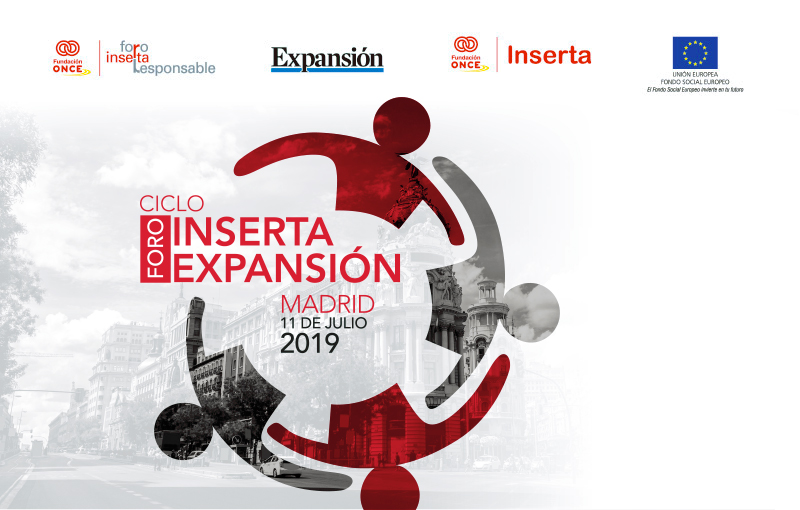 Fundación
ONCE
foro
inserta
responsable
Expansión
Fundación
ONCE
Inserta
UNIÓN EUROPEA
FONDO SOCIAL EUROPEO
El Fondo Social Europeo invierte en tu futuro
CICLO
FORO
INSERTA
EXPANSIÓN
MADRID
11 DE JULIO
2019